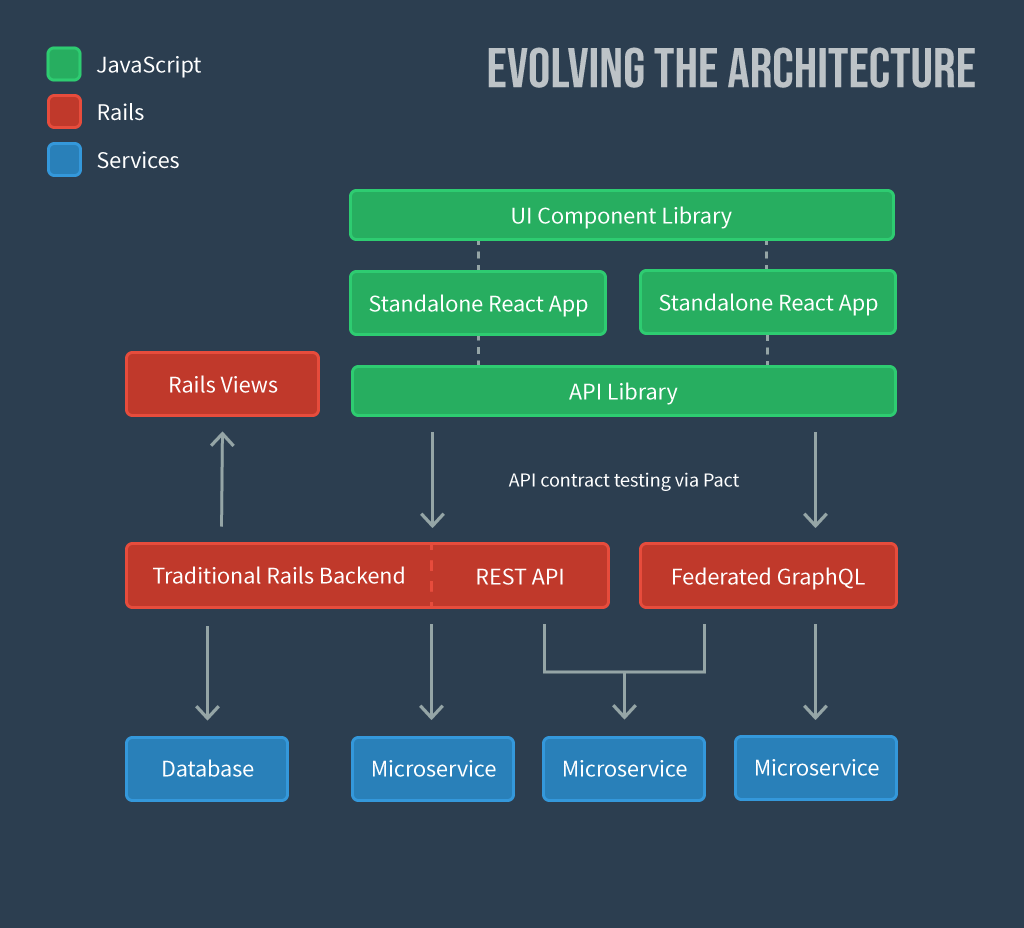 JavaScript
EVOLVING THE ARCHITECTURE
Rails
Services
UI Component Library
Standalone React App
Standalone React App
Rails Views
API Library
API contract testing via Pact
Traditional Rails Backend
REST API
Federated GraphQL
Database
Microservice
Microservice
Microservice